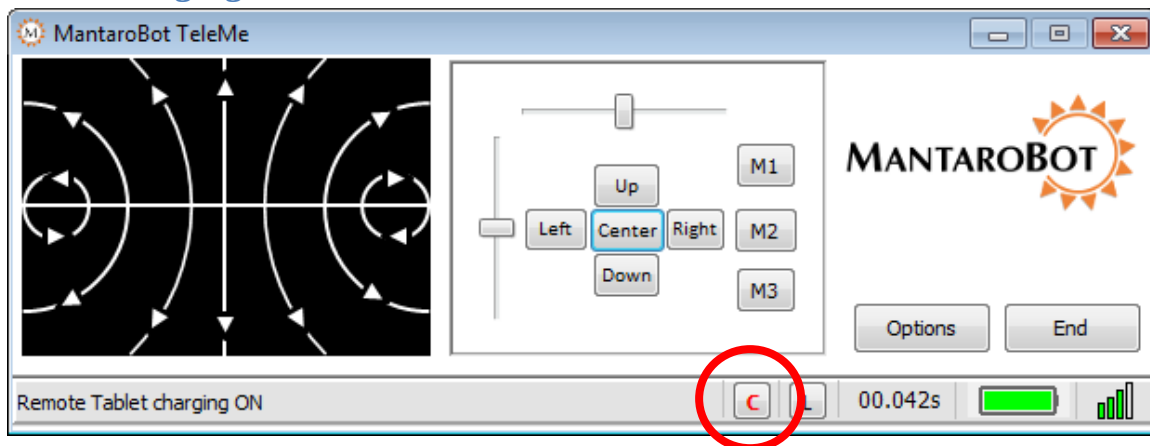 MantaroBot TeleMe
Up
Left Center Right
Down
M1
M2
M3
MANTAROBOT
Options End
Remote Tablet charging ON C L 00.042s